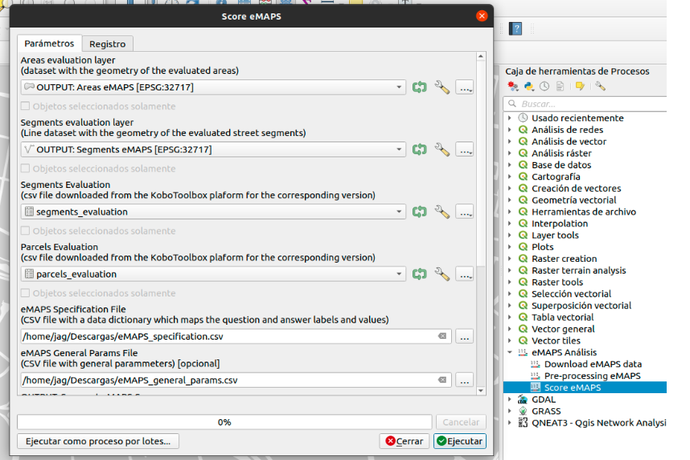 Score eMAPS
Parámetros
Registro
Areas evaluation layer
(dataset with the geometry of the evaluated areas)
OUTPUT: Areas eMAPS [EPSG:32717]
Objetos seleccionados solamente
Segments evaluation layer
(Line dataset with the geometry of the evaluated street segments)
OUTPUT: Segments eMAPS [EPSG:32717]
Objetos seleccionados solamente
Segments Evaluation
(csv file downloaded from the KoboToolbox plaform for the corresponding version)
segments_evaluation
Objetos seleccionados solamente
Parcels Evaluation
(csv file downloaded from the KoboToolbox plaform for the corresponding version)
parcels_evaluation
Objetos seleccionados solamente
eMAPS Specification File
(CSV file with a data dictionary which maps the question and answer labels and values)
/home/jag/Descargas/eMAPS_specification.csv
eMAPS General Params File
(CSV file with general parammeters) [opcional]
/home/jag/Descargas/eMAPS_general_params.csv
0%
Cancelar
Ejecutar como proceso por lotes...
Cerrar
Ejecutar
Caja de herramientas de Procesos
Buscar...
Usado recientemente
Análisis de redes
Análisis de vector
Análisis ráster
Base de datos
Cartografía
Creación de vectores
Geometría vectorial
Herramientas de archivo
Interpolation
Layer tools
Plots
Raster creation
Raster terrain analysis
Raster tools
Selección vectorial
Superposición vectorial
Tabla vectorial
Vector general
Vector tiles
eMAPS Análisis
Download eMAPS data
Pre-processing eMAPS
Score eMAPS
GDAL
GRASS
QNEAT3 - Qgis Network Analysi